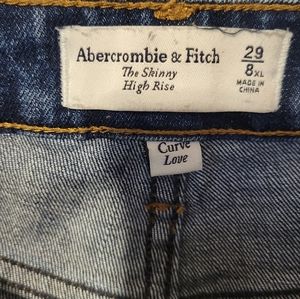 Abercrombie & Fitch
The Skinny
High Rise
29
8XL
MADE IN
CHINA
Curve
Love